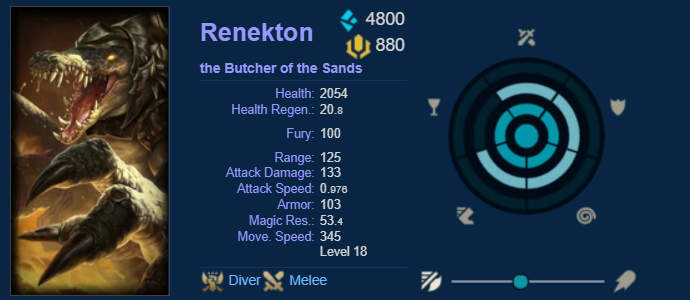 Renekton
4800
880
the Butcher of the Sands
Health: 2054
Health Regen.: 20.8
Fury: 100
Range: 125
Attack Damage: 133
Attack Speed: 0.976
Armor: 103
Magic Res.: 53.4
Move. Speed: 345
Level 18
Diver Melee